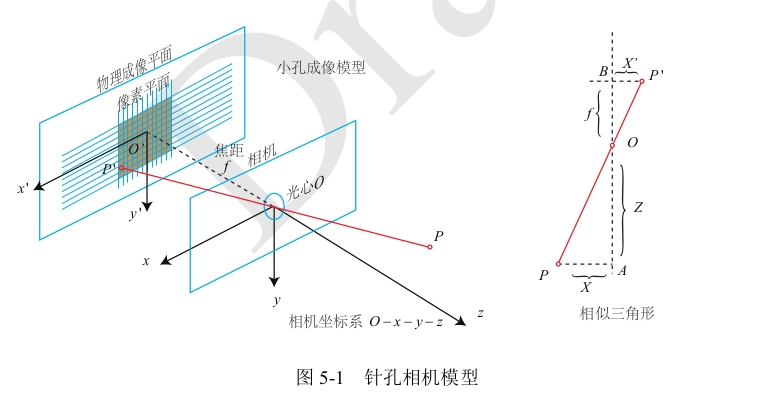 物理成像平面
像素平面
小孔成像模型
O'
P'
x'
y'
焦距
f
相机
光心O
P
x
y
z
相机坐标系 O−x−y−z
B
X'
P'
f
O
Z
P
X
A
相似三角形
图 5-1 针孔相机模型
Dra